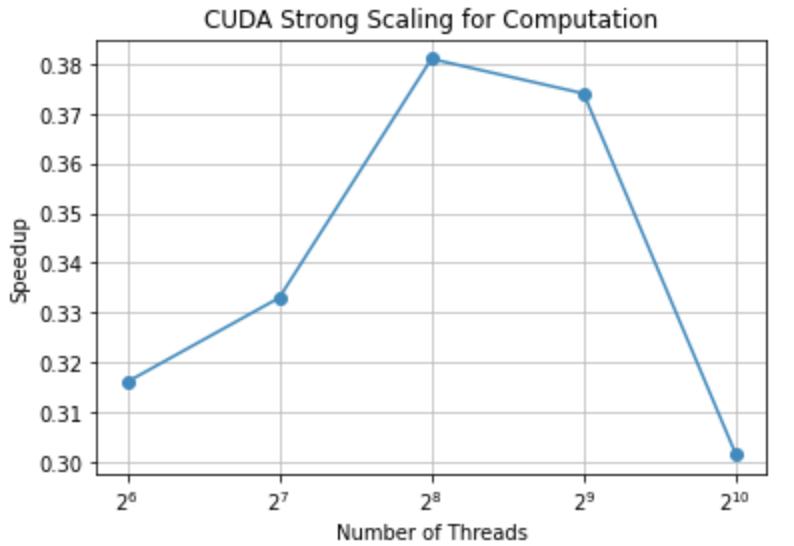 CUDA Strong Scaling for Computation
0.38
0.37
0.36
0.35
0.34
0.33
0.32
0.31
0.30
Speedup
2⁶ 2⁷ 2⁸ 2⁹ 2¹⁰
Number of Threads